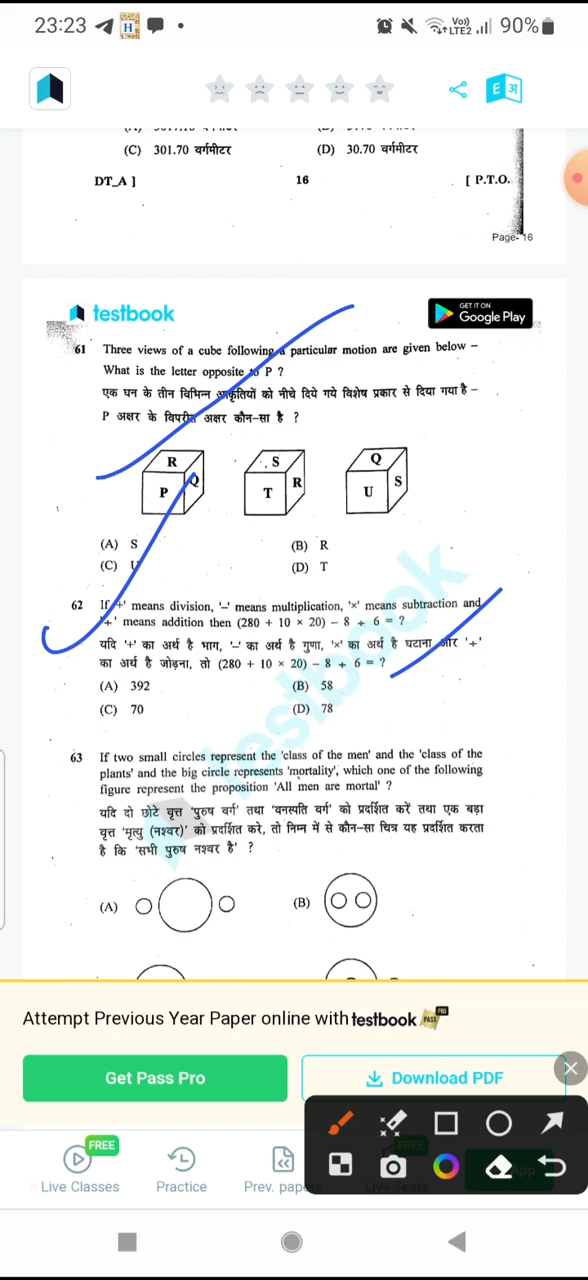 23:23
H
Vo)) LTE2
90%
E अ
(C) 301.70 वर्गमीटर (D) 30.70 वर्गमीटर
DT_A ] 16 [ P.T.O.
Page- 16
testbook
GET IT ON
Google Play
61 Three views of a cube following a particular motion are given below –
What is the letter opposite to P ?
एक घन के तीन विभिन्न आकृतियों को नीचे दिये गये विशेष प्रकार से दिया गया है –
P अक्षर के विपरीत अक्षर कौन-सा है ?
R P Q
S T R
Q U S
(A) S (B) R
(C) U (D) T
62 If '+' means division, '–' means multiplication, '×' means subtraction and
'÷' means addition then (280 + 10 × 20) – 8 ÷ 6 = ?
यदि '+' का अर्थ है भाग, '–' का अर्थ है गुणा, '×' का अर्थ है घटाना और '÷'
का अर्थ है जोड़ना, तो (280 + 10 × 20) – 8 ÷ 6 = ?
(A) 392 (B) 58
(C) 70 (D) 78
63 If two small circles represent the 'class of the men' and the 'class of the
plants' and the big circle represents 'mortality', which one of the following
figure represent the proposition 'All men are mortal' ?
यदि दो छोटे वृत्त 'पुरुष वर्ग' तथा 'वनस्पति वर्ग' को प्रदर्शित करें तथा एक बड़ा
वृत्त 'मृत्यु (नश्वर)' को प्रदर्शित करे, तो निम्न में से कौन-सा चित्र यह प्रदर्शित करता
है कि 'सभी पुरुष नश्वर है' ?
(A) (B)
testbook
Attempt Previous Year Paper online with testbook PASS PRO
Get Pass Pro
Download PDF
FREE
Live Classes
Practice
Prev. papers